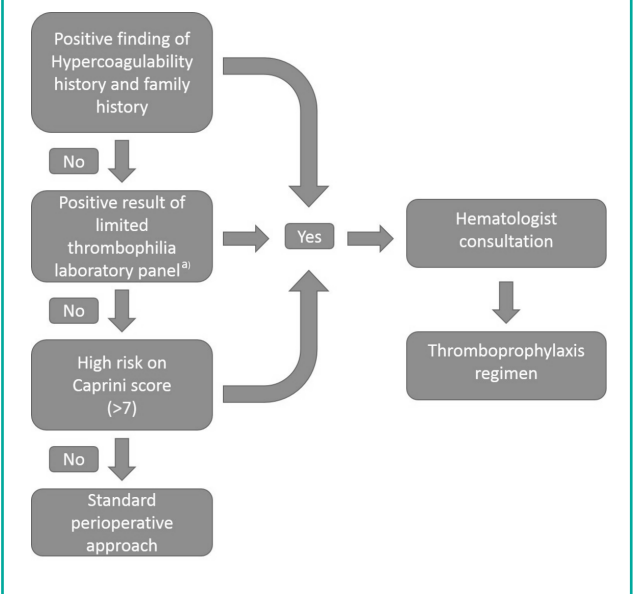 Positive finding of
Hypercoagulability
history and family
history
No
Positive result of
limited
thrombophilia
laboratory panel a)
Yes
Hematologist
consultation
No
High risk on
Caprini score
(>7)
Thromboprophylaxis
regimen
No
Standard
perioperative
approach